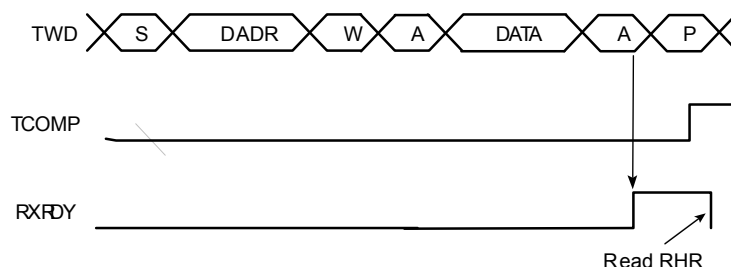 TWD S DADR W A DATA A P
TCOMP
RXRDY
Read RHR